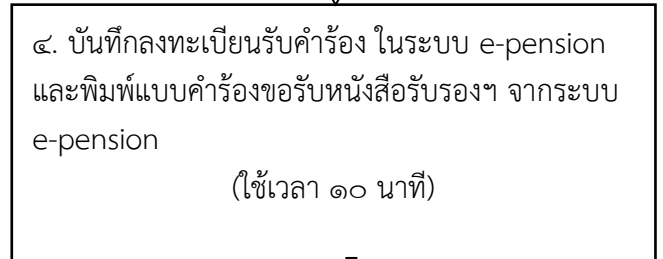 ๔. บันทึกลงทะเบียนรับคำร้อง ในระบบ e-pension
และพิมพ์แบบคำร้องขอรับหนังสือรับรองฯ จากระบบ
e-pension
(ใช้เวลา ๑๐ นาที)